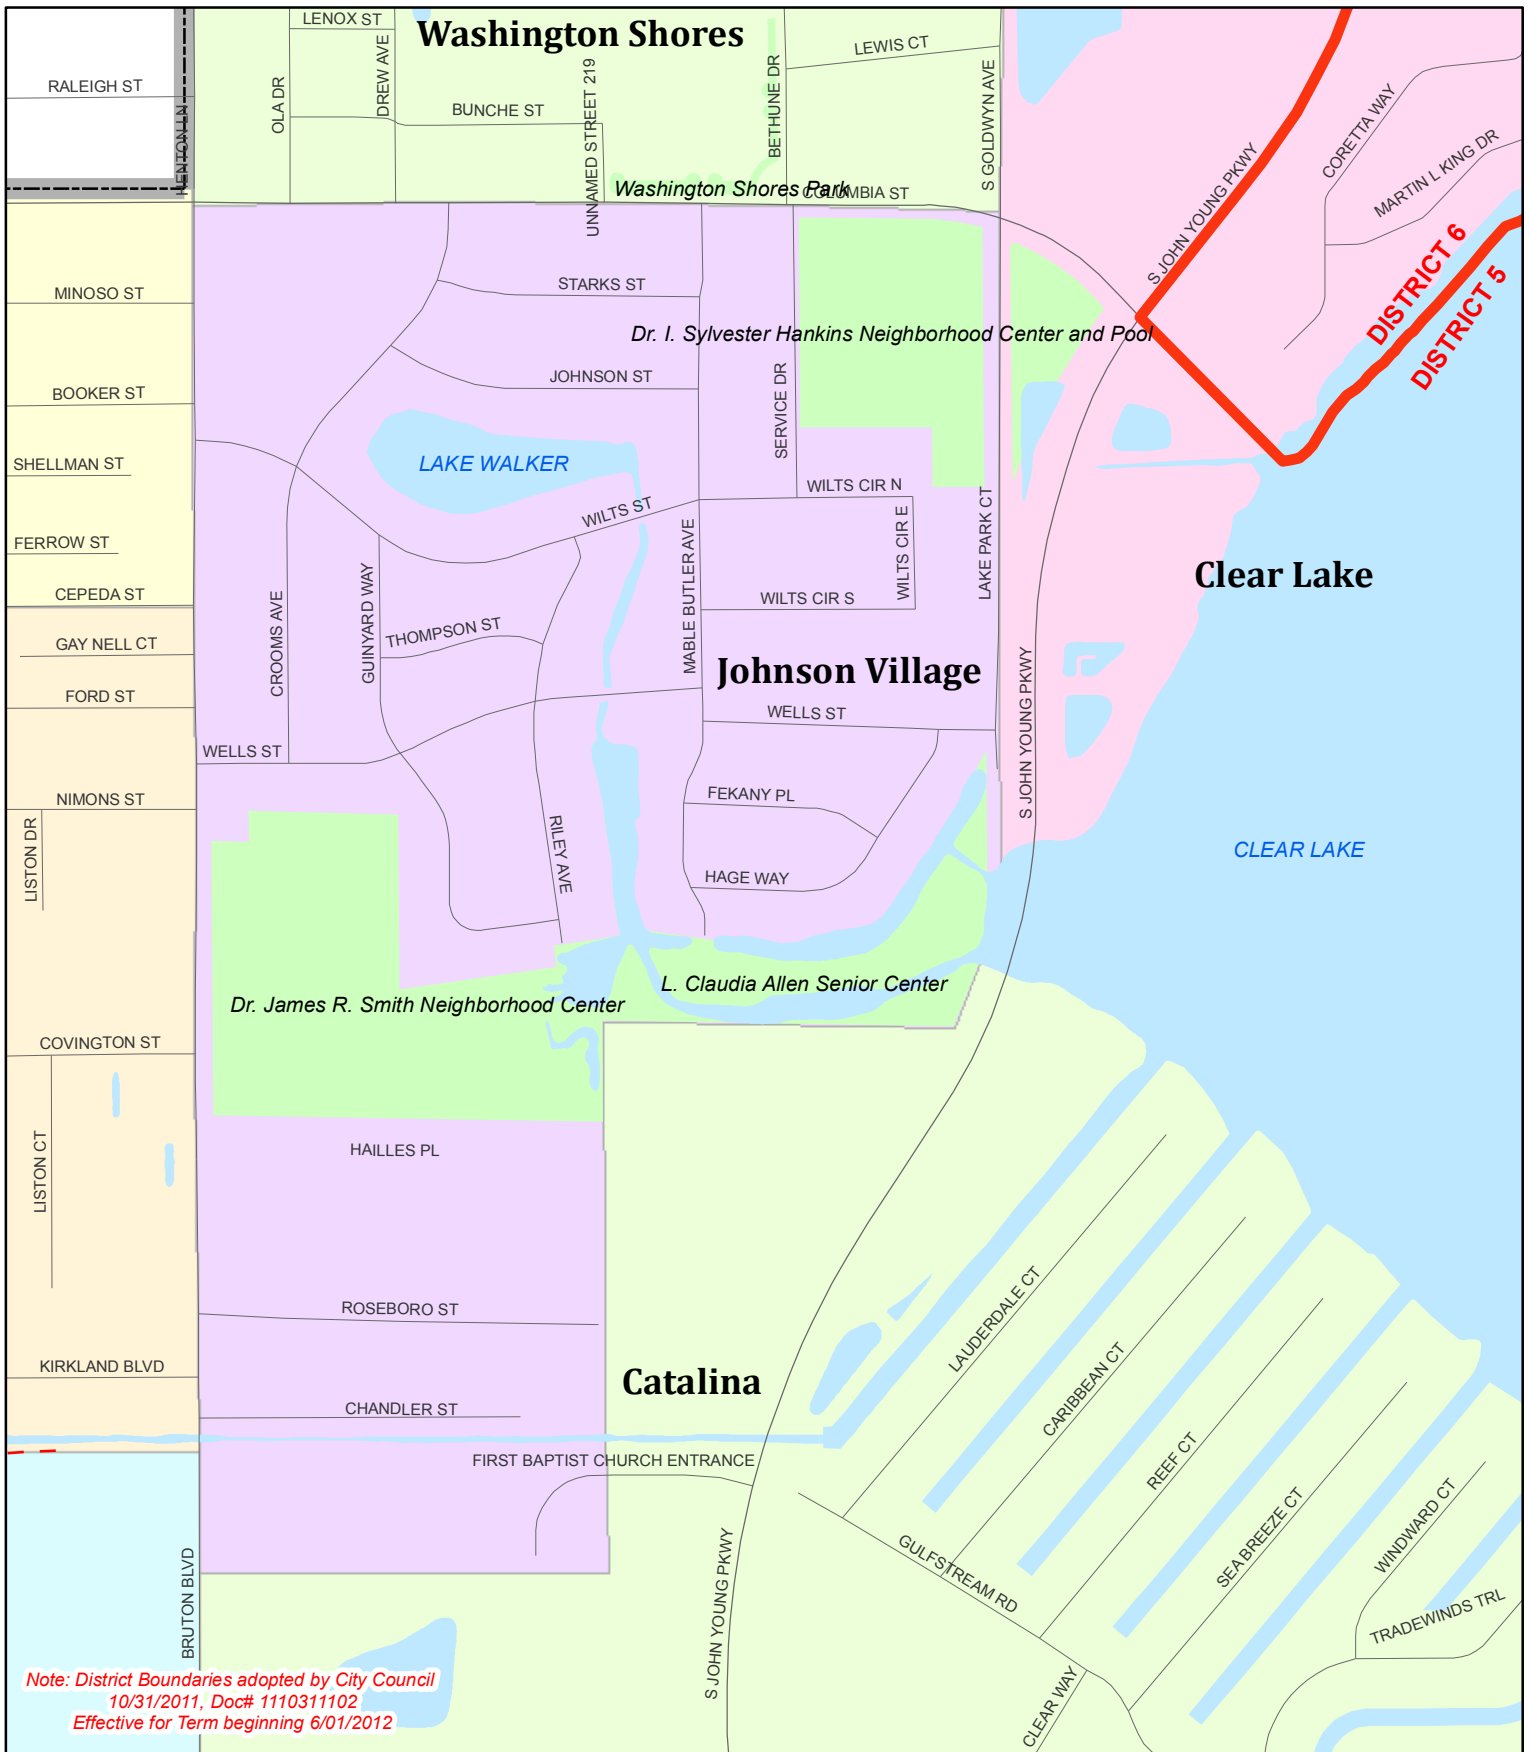 LENOX ST
Washington Shores
LEWIS CT
RALEIGH ST
HENTON LN
OLA DR
DREW AVE
BUNCHE ST
UNNAMED STREET 219
BETHUNE DR
S GOLDWYN AVE
CORETTA WAY
MARTIN L KING DR
S JOHN YOUNG PKWY
Washington Shores Park
COLUMBIA ST
DISTRICT 6
DISTRICT 5
MINOSO ST
STARKS ST
Dr. I. Sylvester Hankins Neighborhood Center and Pool
BOOKER ST
JOHNSON ST
SERVICE DR
SHELLMAN ST
LAKE WALKER
WILTS CIR N
WILTS ST
WILTS CIR E
LAKE PARK CT
FERROW ST
MABLE BUTLER AVE
Clear Lake
CEPEDA ST
CROOMS AVE
GUINYARD WAY
WILTS CIR S
GAY NELL CT
THOMPSON ST
Johnson Village
FORD ST
WELLS ST
S JOHN YOUNG PKWY
WELLS ST
NIMONS ST
FEKANY PL
LISTON DR
RILEY AVE
HAGE WAY
CLEAR LAKE
L. Claudia Allen Senior Center
Dr. James R. Smith Neighborhood Center
COVINGTON ST
LISTON CT
HAILLES PL
ROSEBORO ST
LAUDERDALE CT
KIRKLAND BLVD
Catalina
CARIBBEAN CT
CHANDLER ST
FIRST BAPTIST CHURCH ENTRANCE
REEF CT
SEA BREEZE CT
WINDWARD CT
GULFSTREAM RD
BRUTON BLVD
S JOHN YOUNG PKWY
TRADEWINDS TRL
CLEAR WAY
Note: District Boundaries adopted by City Council
10/31/2011, Doc# 1110311102
Effective for Term beginning 6/01/2012